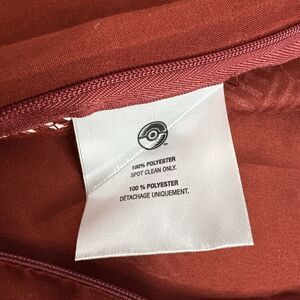 100% POLYESTER
SPOT CLEAN ONLY.
100 % POLYESTER
DÉTACHAGE UNIQUEMENT.